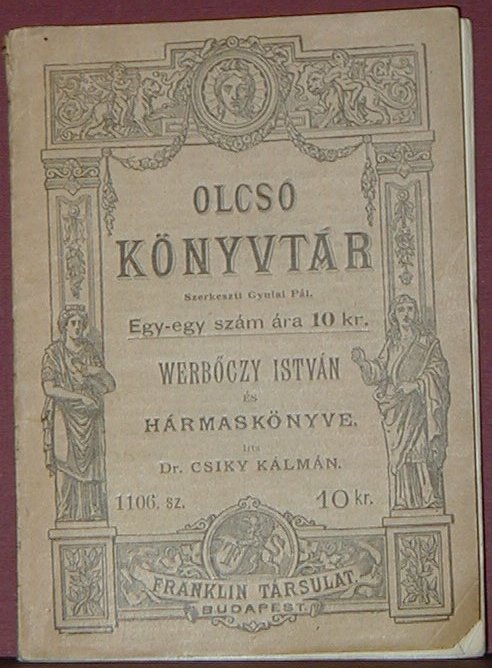 OLCSÓ
KÖNYVTÁR
Szerkeszti Gyulai Pál.
Egy-egy szám ára 10 kr.
WERBŐCZY ISTVÁN
ÉS
HÁRMASKÖNYVE.
Irta
Dr. CSIKY KÁLMÁN.
1106. sz. 10 kr.
FRANKLIN TÁRSULAT.
BUDAPEST.